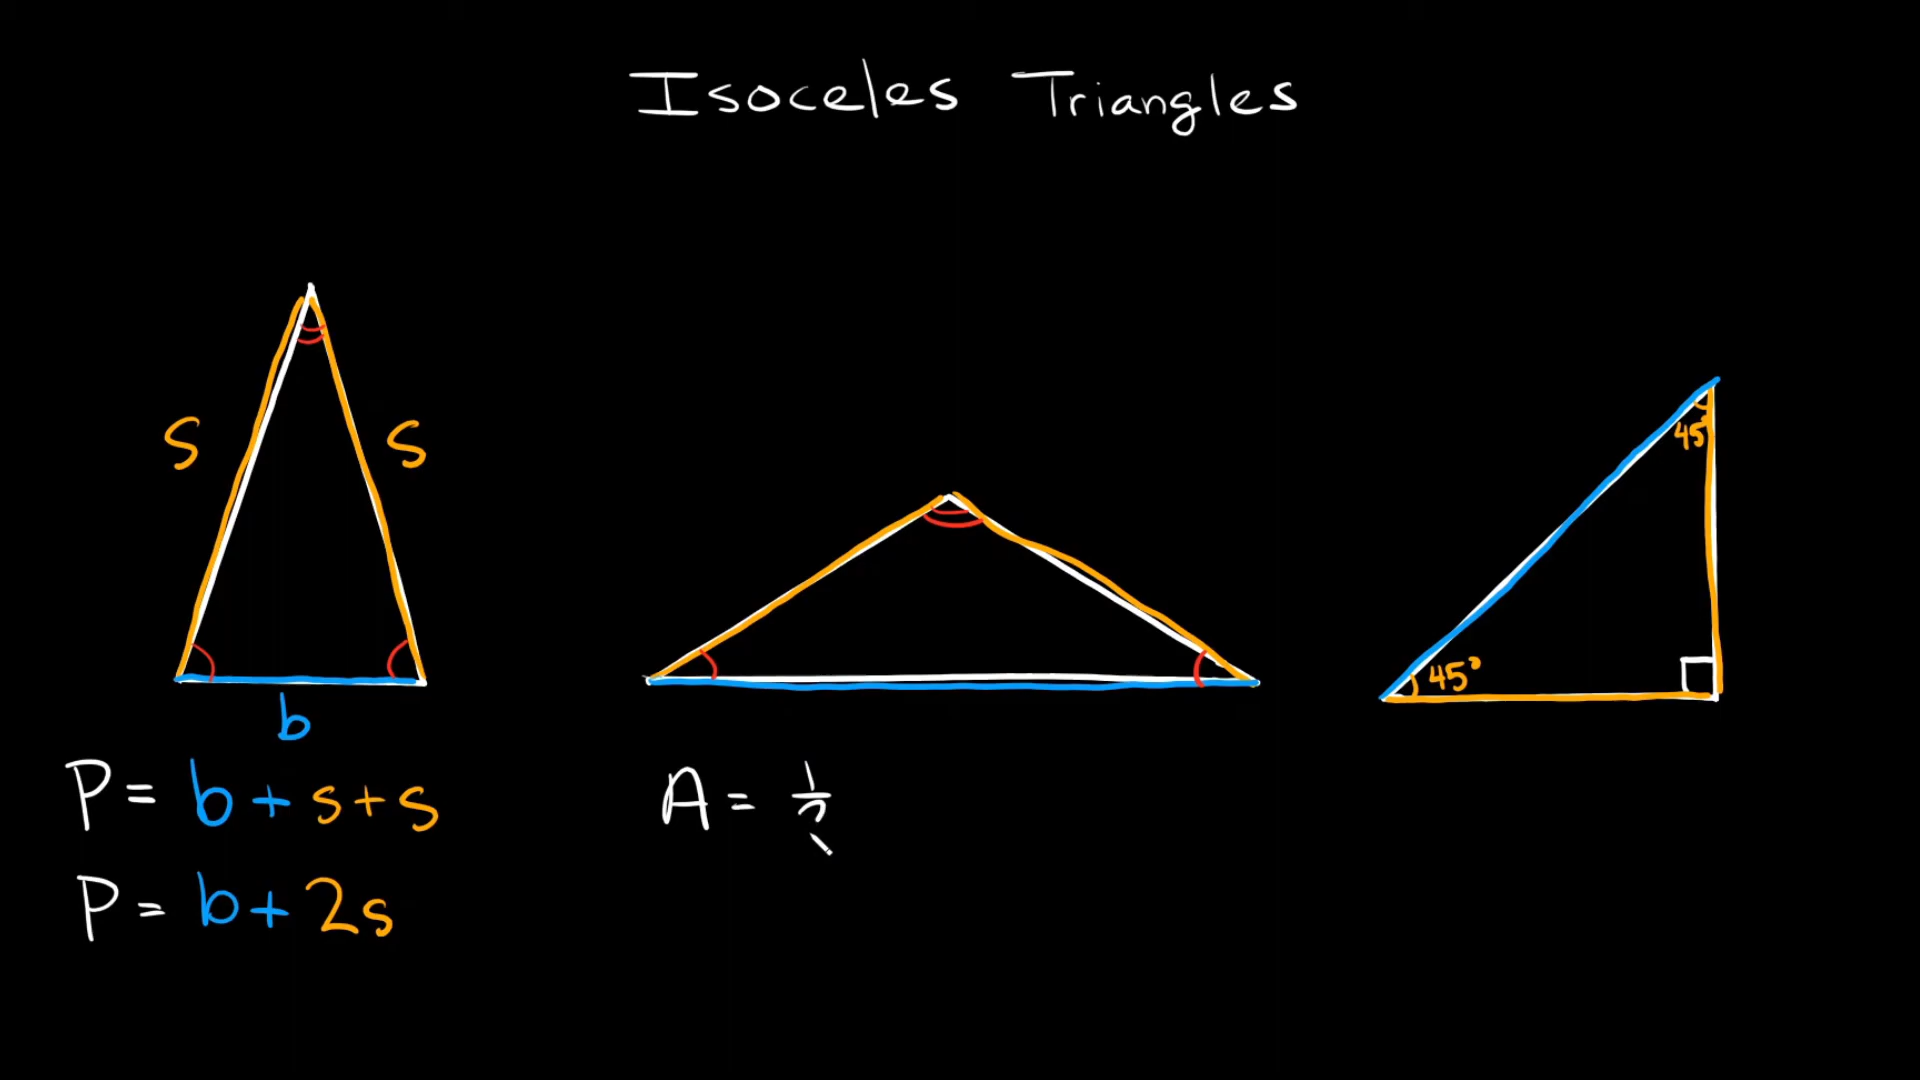 Isoceles Triangles
S
S
45°
45°
b
P = b + s + s
A = 1/2
P = b + 2s